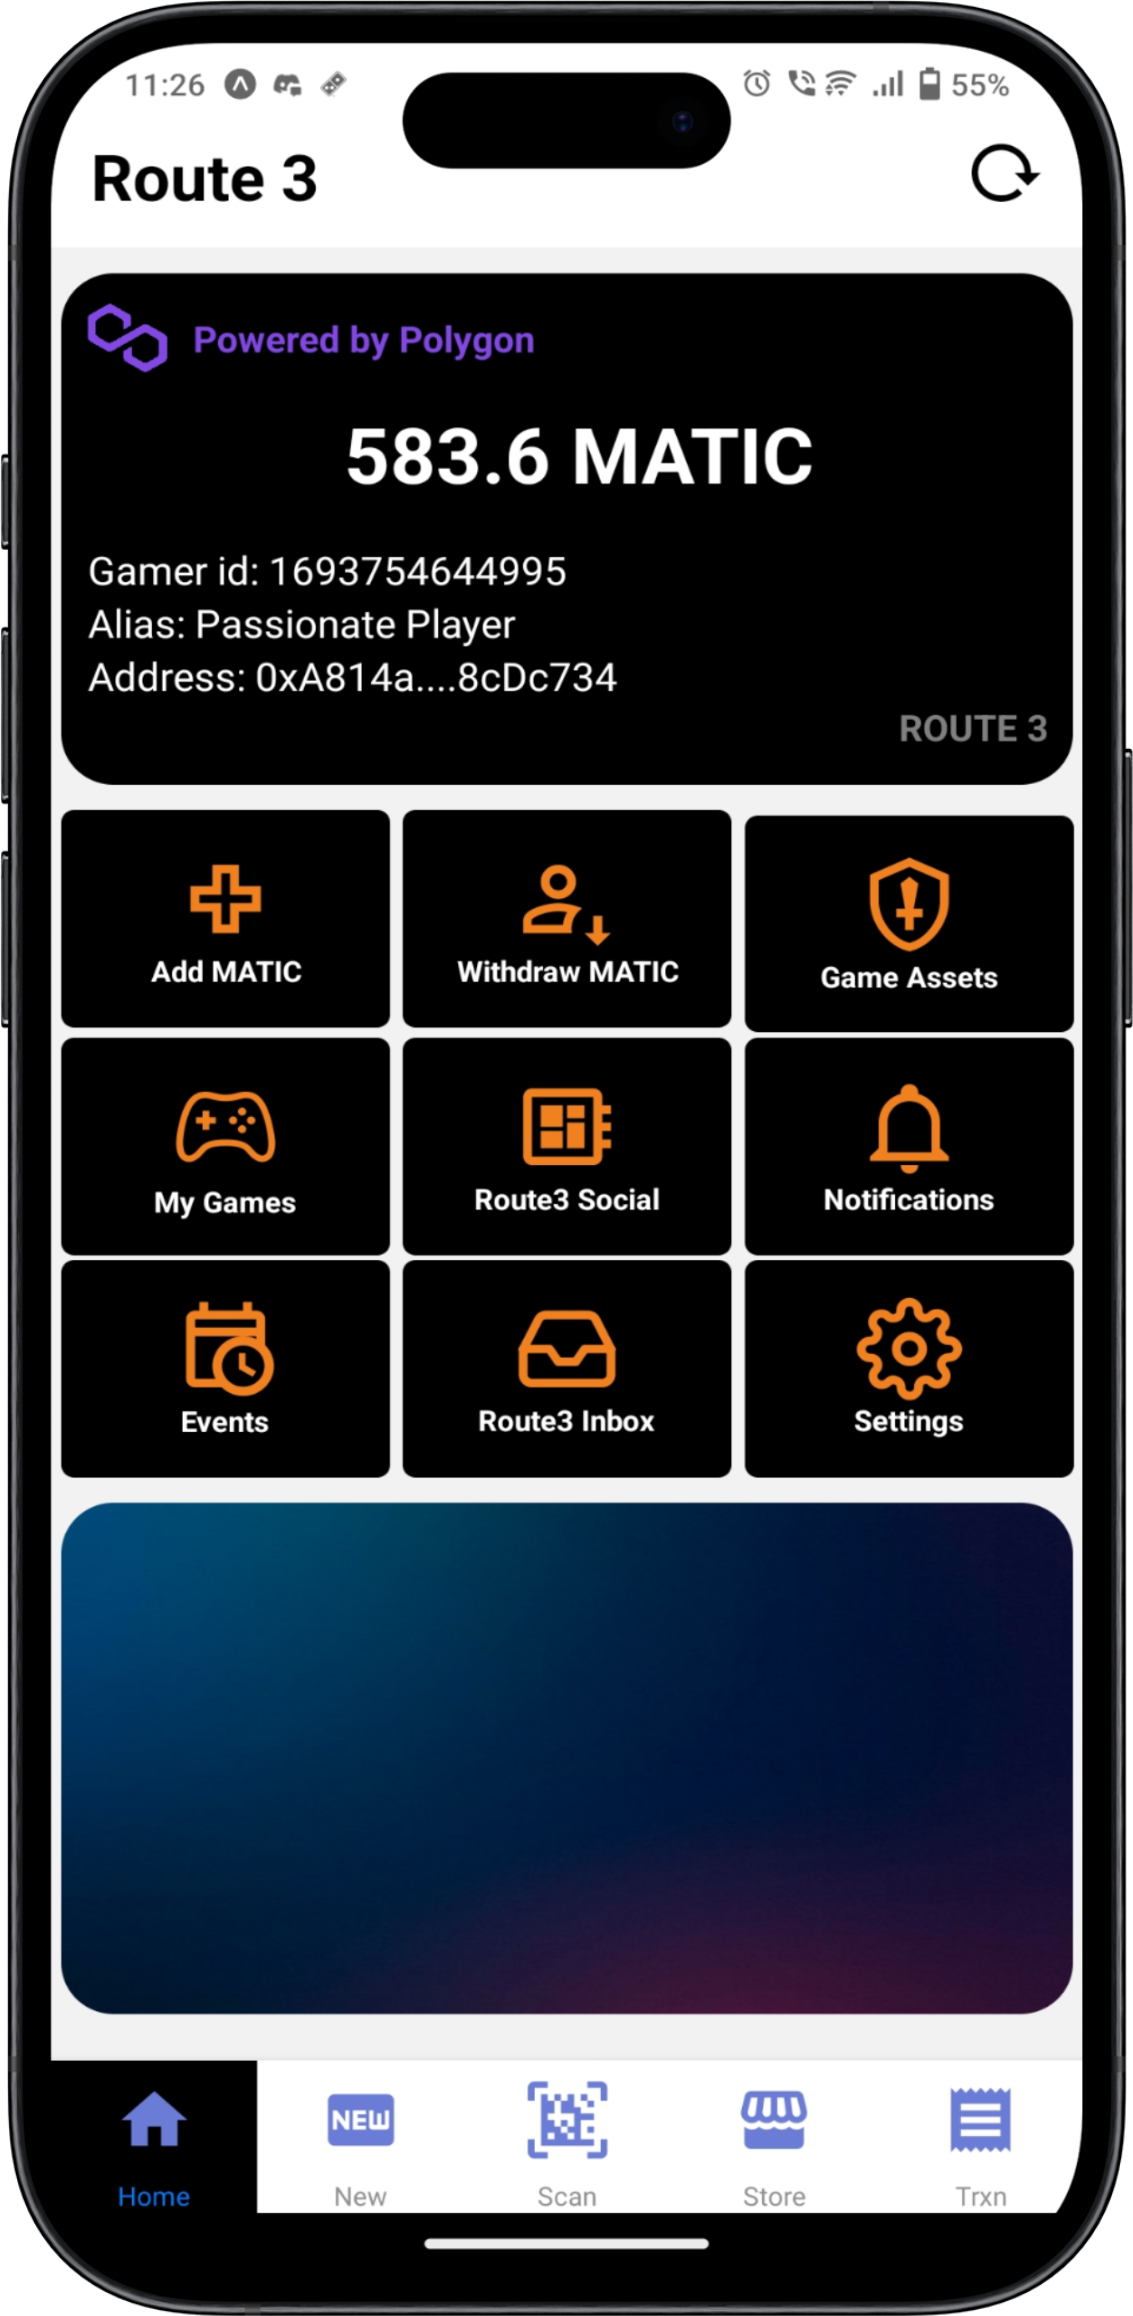 11:26
55%
Route 3
Powered by Polygon
583.6 MATIC
Gamer id: 1693754644995
Alias: Passionate Player
Address: 0xA814a....8cDc734
ROUTE 3
Add MATIC
Withdraw MATIC
Game Assets
My Games
Route3 Social
Notifications
Events
Route3 Inbox
Settings
NEW
Home
New
Scan
Store
Trxn